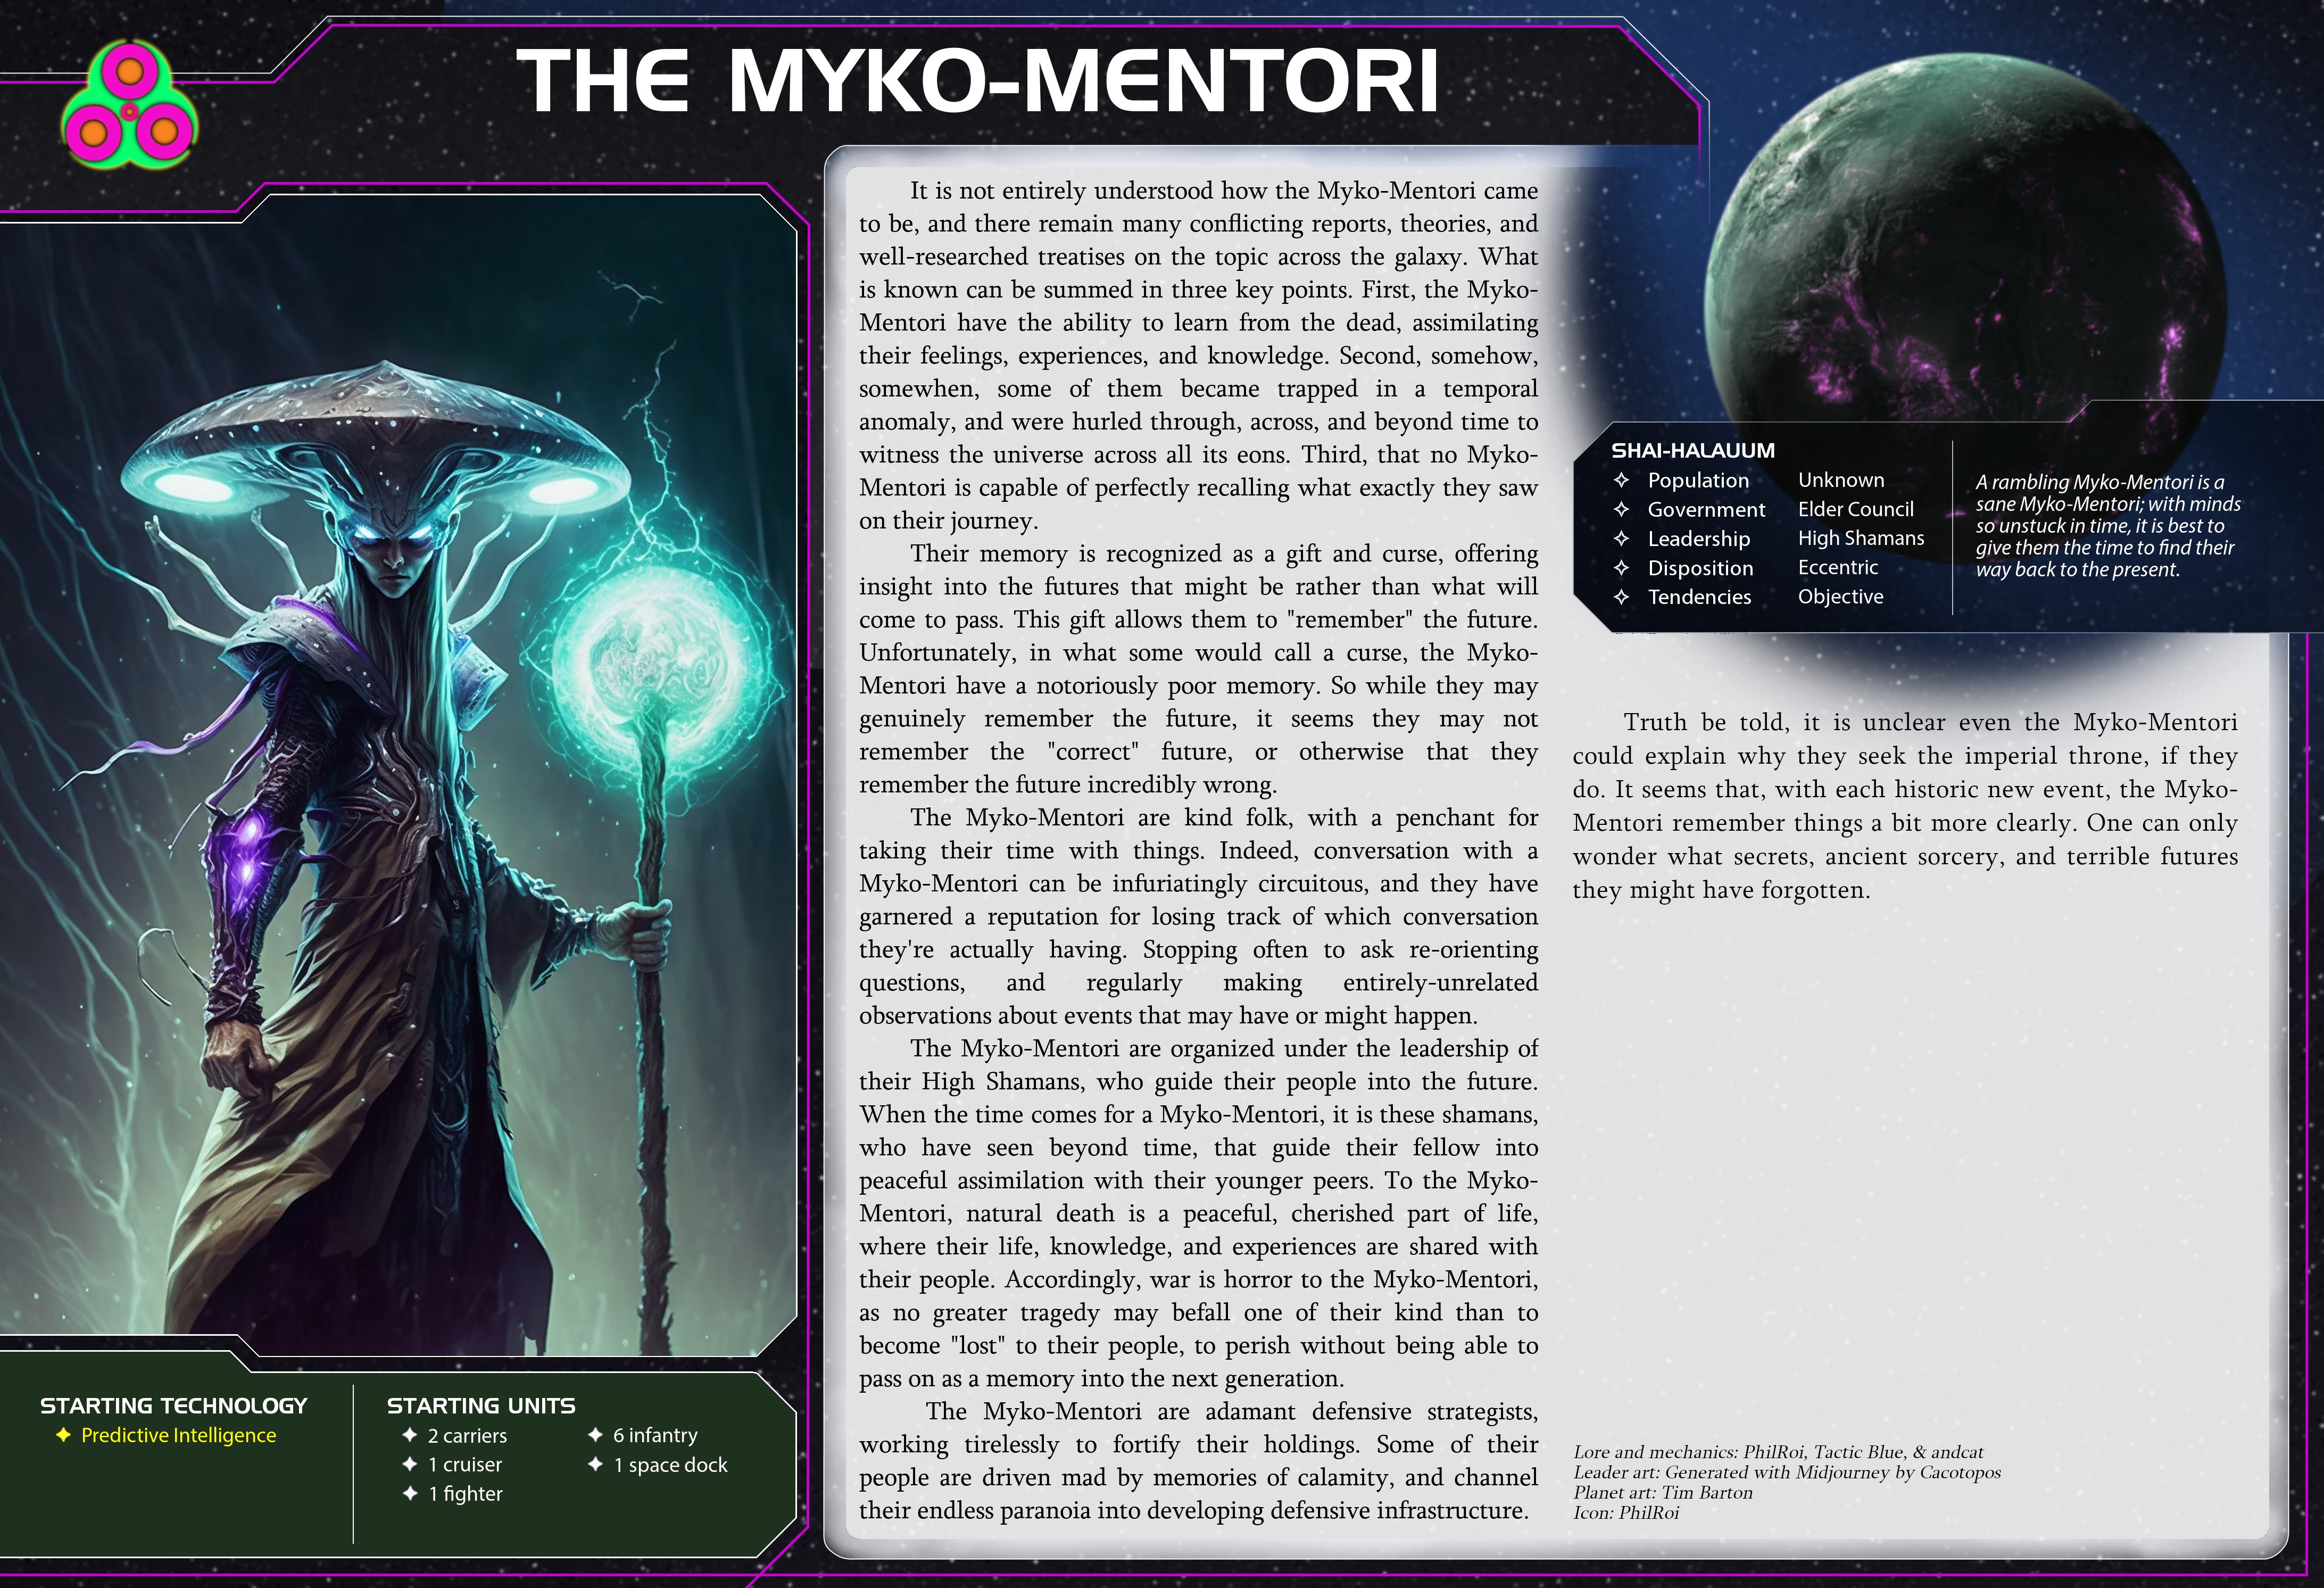 THE MYKO-MENTORI
It is not entirely understood how the Myko-Mentori came
to be, and there remain many conflicting reports, theories, and
well-researched treatises on the topic across the galaxy. What
is known can be summed in three key points. First, the Myko-
Mentori have the ability to learn from the dead, assimilating
their feelings, experiences, and knowledge. Second, somehow,
somewhen, some of them became trapped in a temporal
anomaly, and were hurled through, across, and beyond time to
witness the universe across all its eons. Third, that no Myko-
Mentori is capable of perfectly recalling what exactly they saw
on their journey.
Their memory is recognized as a gift and curse, offering
insight into the futures that might be rather than what will
come to pass. This gift allows them to "remember" the future.
Unfortunately, in what some would call a curse, the Myko-
Mentori have a notoriously poor memory. So while they may
genuinely remember the future, it seems they may not
remember the "correct" future, or otherwise that they
remember the future incredibly wrong.
The Myko-Mentori are kind folk, with a penchant for
taking their time with things. Indeed, conversation with a
Myko-Mentori can be infuriatingly circuitous, and they have
garnered a reputation for losing track of which conversation
they're actually having. Stopping often to ask re-orienting
questions, and regularly making entirely-unrelated
observations about events that may have or might happen.
The Myko-Mentori are organized under the leadership of
their High Shamans, who guide their people into the future.
When the time comes for a Myko-Mentori, it is these shamans,
who have seen beyond time, that guide their fellow into
peaceful assimilation with their younger peers. To the Myko-
Mentori, natural death is a peaceful, cherished part of life,
where their life, knowledge, and experiences are shared with
their people. Accordingly, war is horror to the Myko-Mentori,
as no greater tragedy may befall one of their kind than to
become "lost" to their people, to perish without being able to
pass on as a memory into the next generation.
The Myko-Mentori are adamant defensive strategists,
working tirelessly to fortify their holdings. Some of their
people are driven mad by memories of calamity, and channel
their endless paranoia into developing defensive infrastructure.
SHAI-HALAUUM
Population Unknown
Government Elder Council
Leadership High Shamans
Disposition Eccentric
Tendencies Objective
A rambling Myko-Mentori is a
sane Myko-Mentori; with minds
so unstuck in time, it is best to
give them the time to find their
way back to the present.
Truth be told, it is unclear even the Myko-Mentori
could explain why they seek the imperial throne, if they
do. It seems that, with each historic new event, the Myko-
Mentori remember things a bit more clearly. One can only
wonder what secrets, ancient sorcery, and terrible futures
they might have forgotten.
Lore and mechanics: PhilRoi, Tactic Blue, & andcat
Leader art: Generated with Midjourney by Cacotopos
Planet art: Tim Barton
Icon: PhilRoi
STARTING TECHNOLOGY
Predictive Intelligence
STARTING UNITS
2 carriers
1 cruiser
1 fighter
6 infantry
1 space dock